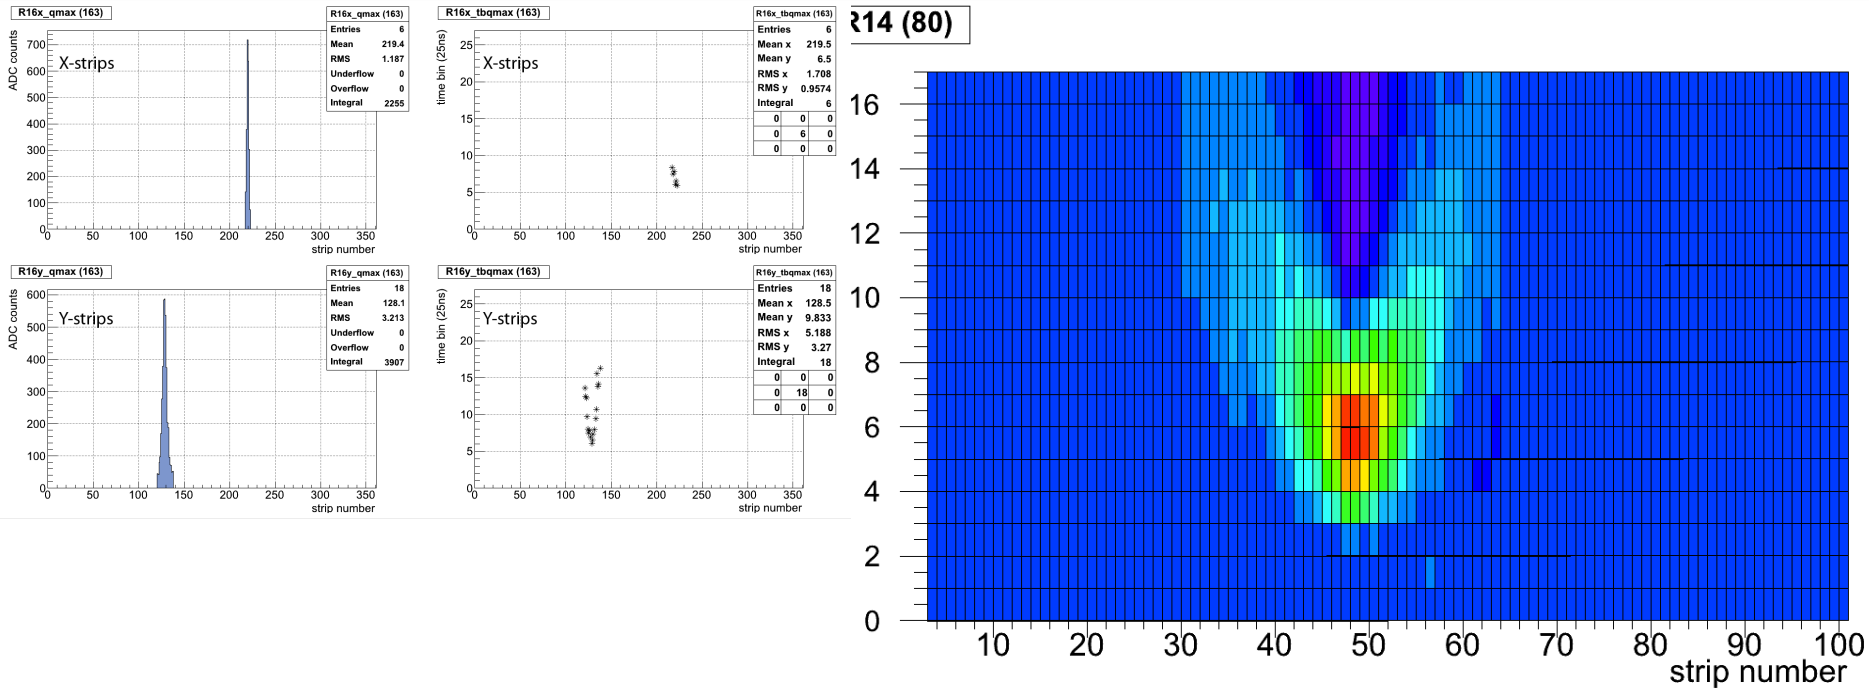 R16x_qmax (163)
R16x_qmax (163)
Entries 6
Mean 219.4
RMS 1.187
Underflow 0
Overflow 0
Integral 2255
ADC counts
X-strips
700
600
500
400
300
200
100
0
0 50 100 150 200 250 300 350
strip number
R16x_tbqmax (163)
R16x_tbqmax (163)
Entries 6
Mean x 219.5
Mean y 6.5
RMS x 1.708
RMS y 0.9574
Integral 6
0 0 0
0 6 0
0 0 0
time bin (25ns)
X-strips
25
20
15
10
5
0
0 50 100 150 200 250 300 350
strip number
R16y_qmax (163)
R16y_qmax (163)
Entries 18
Mean 128.1
RMS 3.213
Underflow 0
Overflow 0
Integral 3907
ADC counts
Y-strips
600
500
400
300
200
100
0
0 50 100 150 200 250 300 350
strip number
R16y_tbqmax (163)
R16y_tbqmax (163)
Entries 18
Mean x 128.5
Mean y 9.833
RMS x 5.188
RMS y 3.27
Integral 18
0 0 0
0 18 0
0 0 0
time bin (25ns)
Y-strips
25
20
15
10
5
0
0 50 100 150 200 250 300 350
strip number
R14 (80)
16
14
12
10
8
6
4
2
0
10 20 30 40 50 60 70 80 90 100
strip number